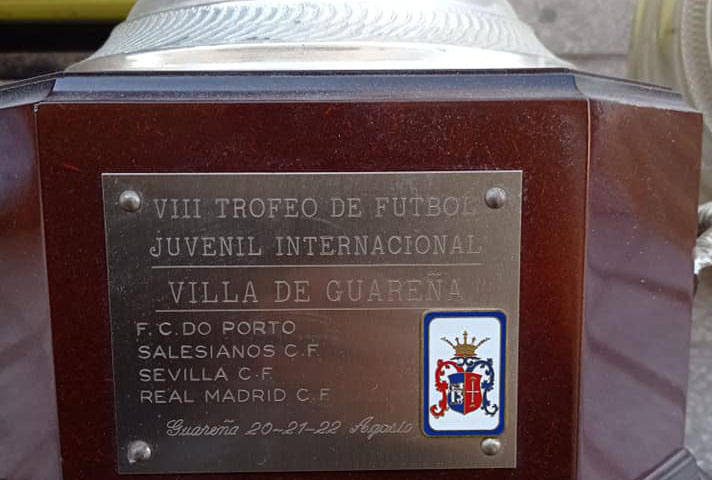 VIII TROFEO DE FUTBOL
JUVENIL INTERNACIONAL
VILLA DE GUAREÑA
F. C. DO PORTO
SALESIANOS C. F.
SEVILLA C. F.
REAL MADRID C. F.
Guareña 20-21-22 Agosto